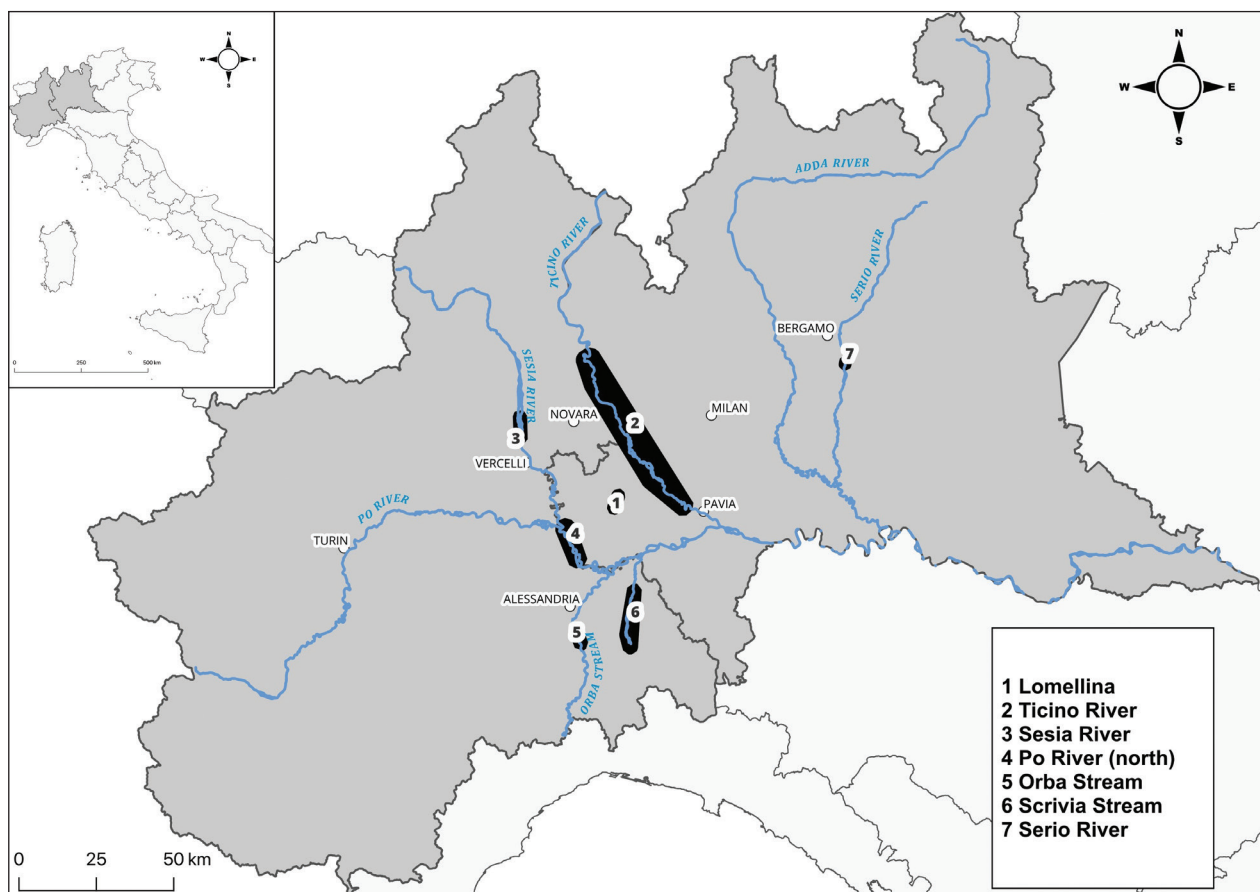 N
W
E
S
0
250
500 km
N
W
E
S
ADDA RIVER
TICINO RIVER
SERIO RIVER
BERGAMO
7
SESIA RIVER
NOVARA
2
MILAN
3
VERCELLI
1
PAVIA
PO RIVER
TURIN
4
ALESSANDRIA
6
5
ORBA STREAM
1 Lomellina
2 Ticino River
3 Sesia River
4 Po River (north)
5 Orba Stream
6 Scrivia Stream
7 Serio River
0
25
50 km